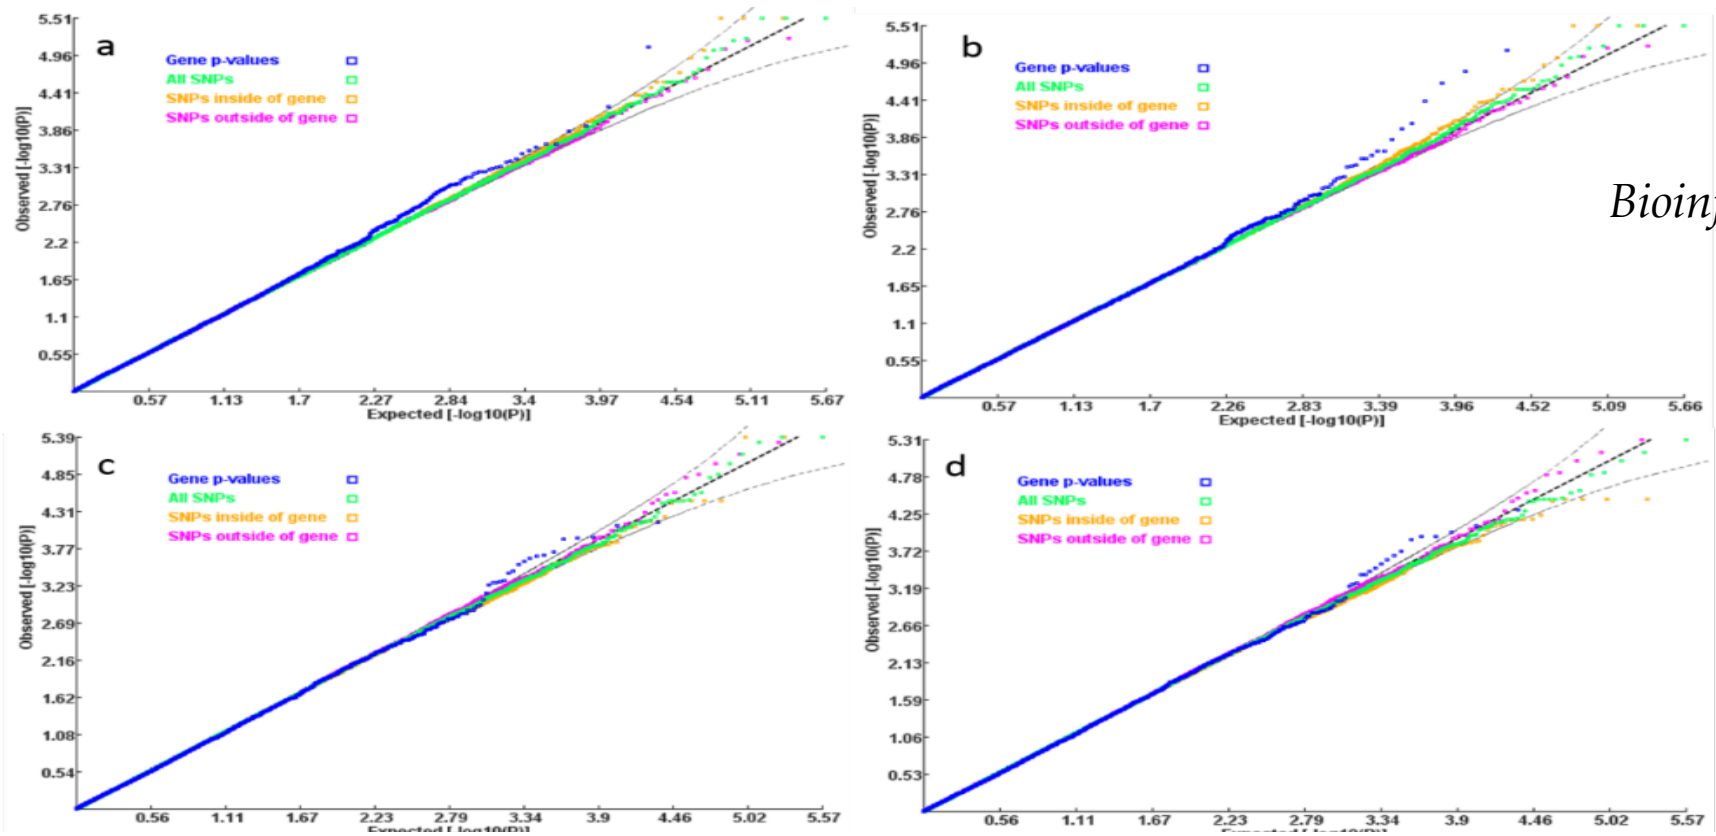 a
Gene p-values
All SNPs
SNPs inside of gene
SNPs outside of gene
Observed [-log10(P)]
5.51
4.96
4.41
3.86
3.31
2.76
2.2
1.65
1.1
0.55
0.57 1.13 1.7 2.27 2.84 3.4 3.97 4.54 5.11 5.67
Expected [-log10(P)]
b
Gene p-values
All SNPs
SNPs inside of gene
SNPs outside of gene
Observed [-log10(P)]
5.51
4.96
4.41
3.86
3.31
2.76
2.2
1.65
1.1
0.55
0.57 1.13 1.7 2.26 2.83 3.39 3.96 4.52 5.09 5.66
Expected [-log10(P)]
c
Gene p-values
All SNPs
SNPs inside of gene
SNPs outside of gene
Observed [-log10(P)]
5.39
4.85
4.31
3.77
3.23
2.69
2.16
1.62
1.08
0.54
0.56 1.11 1.67 2.23 2.79 3.34 3.9 4.46 5.02 5.57
Expected [-log10(P)]
d
Gene p-values
All SNPs
SNPs inside of gene
SNPs outside of gene
Observed [-log10(P)]
5.31
4.78
4.25
3.72
3.19
2.66
2.13
1.59
1.06
0.53
0.56 1.11 1.67 2.23 2.79 3.34 3.9 4.46 5.02 5.57
Expected [-log10(P)]